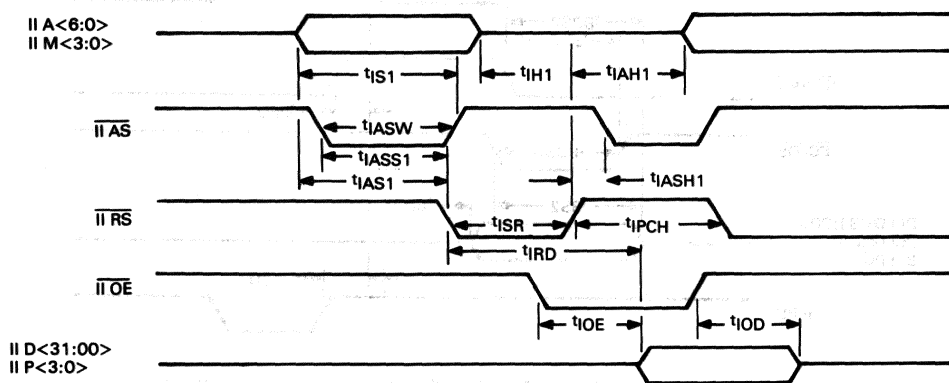 II A<6:0>
II M<3:0>
tIS1
tIH1
tIAH1
II AS
tIASW
tIASS1
tIAS1
tIASH1
II RS
tISR
tIPCH
tIRD
II OE
tIOE
tIOD
II D<31:00>
II P<3:0>